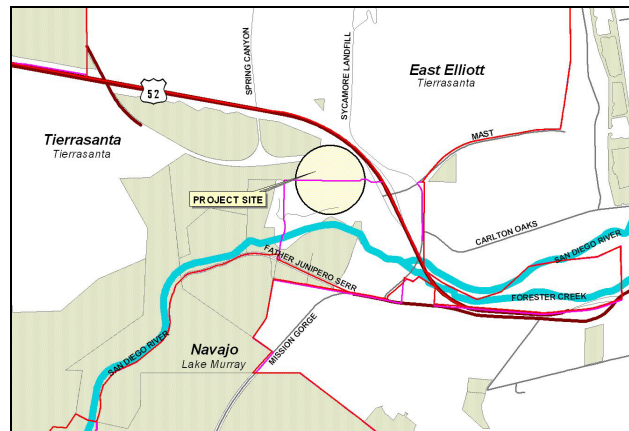 SPRING CANYON
SYCAMORE LANDFILL
East Elliott
Tierrasanta
52
MAST
Tierrasanta
Tierrasanta
PROJECT SITE
CARLTON OAKS
SAN DIEGO RIVER
FATHER JUNIPERO SERR
FORESTER CREEK
MISSION GORGE
Navajo
Lake Murray
SAN DIEGO RIVER